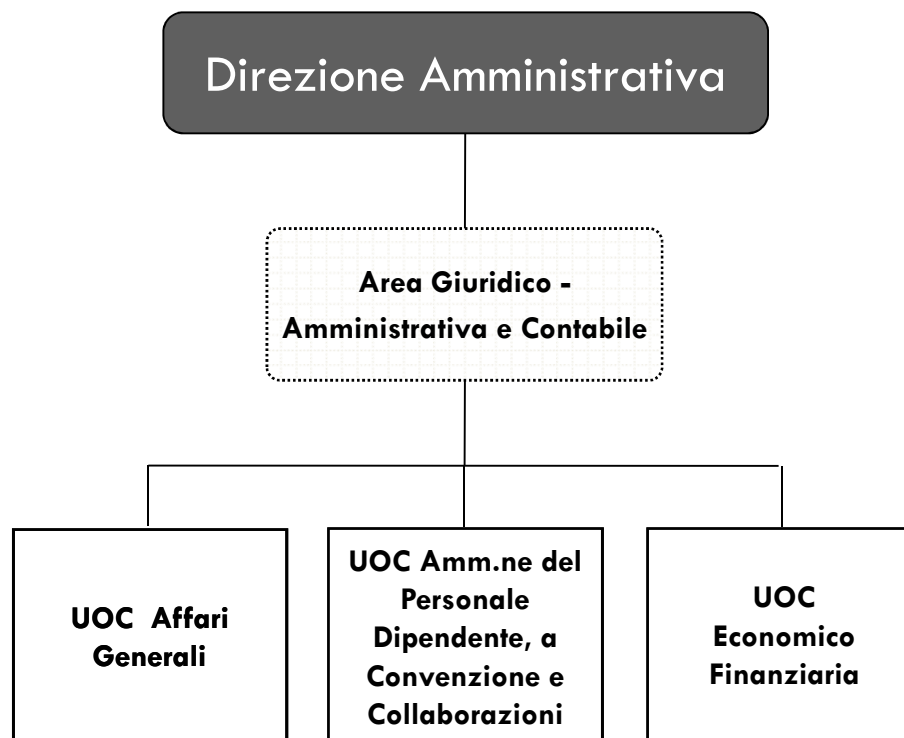 Direzione Amministrativa
Area Giuridico -
Amministrativa e Contabile
UOC Affari
Generali
UOC Amm.ne del
Personale
Dipendente, a
Convenzione e
Collaborazioni
UOC
Economico
Finanziaria